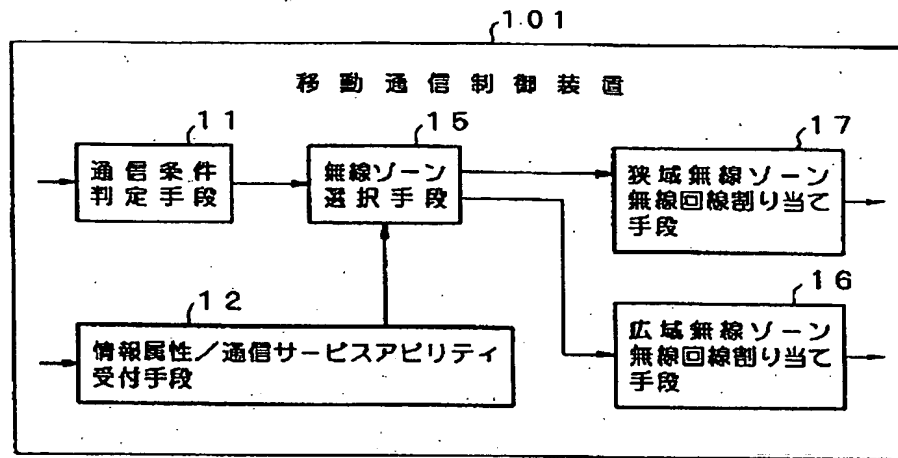 101
移動通信制御装置
11
通信条件
判定手段
15
無線ゾーン
選択手段
17
狭域無線ゾーン
無線回線割り当て
手段
12
情報属性／通信サービスアビリティ
受付手段
16
広域無線ゾーン
無線回線割り当て
手段